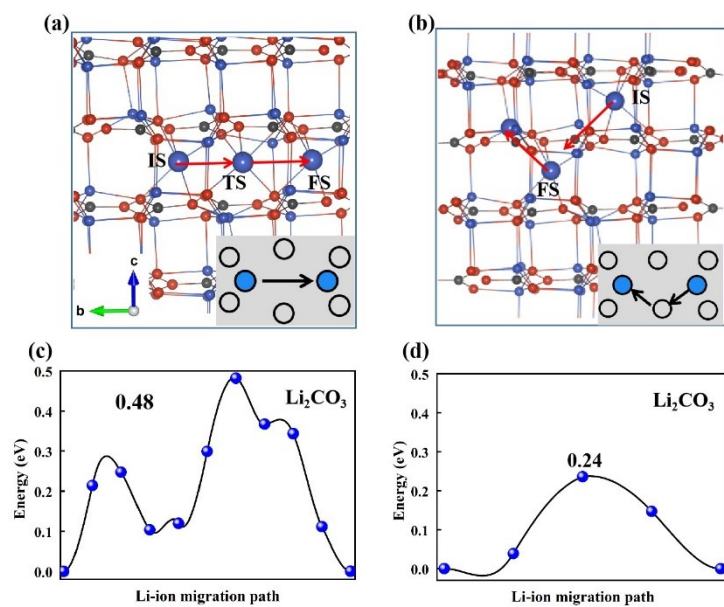 (a)
IS
TS
FS
c
b
(b)
IS
FS
(c)
0.5
0.4
0.3
0.2
0.1
0.0
Energy (eV)
0.48
Li₂CO₃
Li-ion migration path
(d)
0.5
0.4
0.3
0.2
0.1
0.0
Energy (eV)
0.24
Li₂CO₃
Li-ion migration path